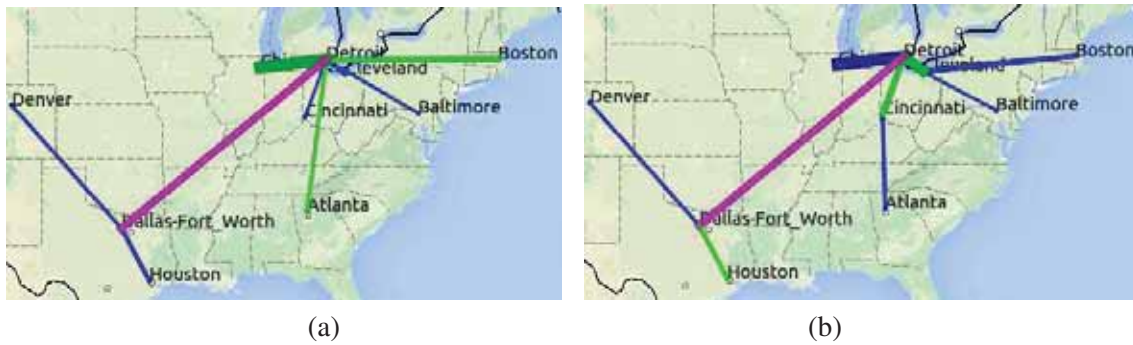 Detroit
Boston
Cleveland
Denver
Cincinnati
Baltimore
Dallas-Fort_Worth
Atlanta
Houston
(a)
Detroit
Boston
Cleveland
Denver
Cincinnati
Baltimore
Dallas-Fort_Worth
Atlanta
Houston
(b)